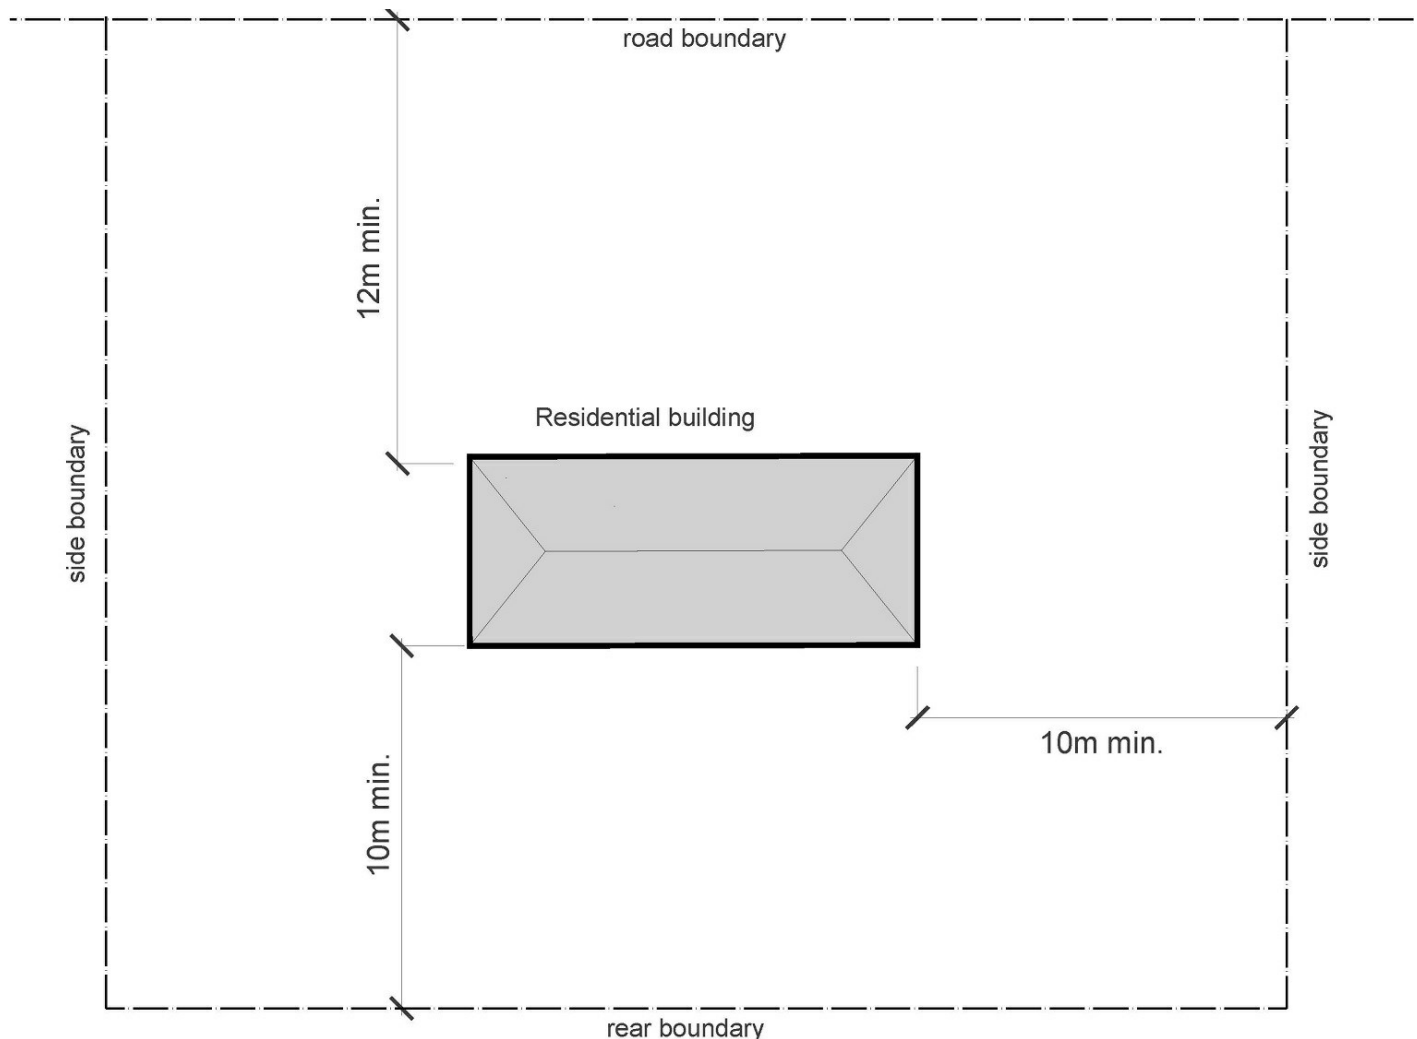 road boundary
12m min.
Residential building
side boundary
side boundary
10m min.
10m min.
rear boundary